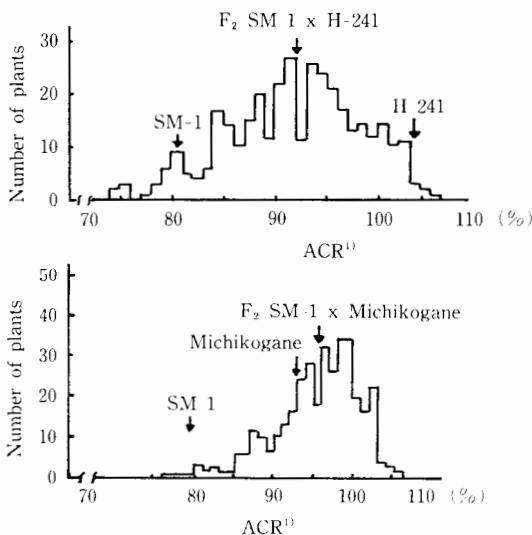 F₂ SM 1 x H-241
Number of plants
30
20
10
0
SM-1
H 241
70 80 90 100 110 (‰)
ACR¹⁾
F₂ SM-1 x Michikogane
Number of plants
50
40
30
20
10
0
Michikogane
SM 1
70 80 90 100 110 (‰)
ACR¹⁾